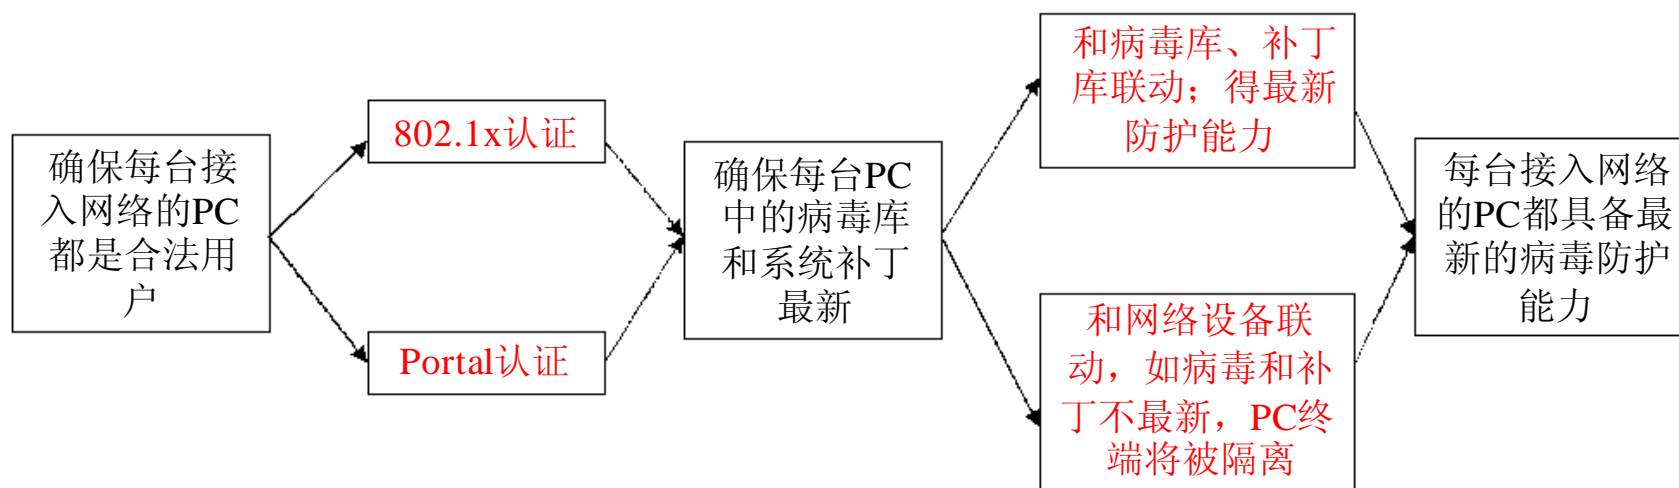 确保每台接
入网络的PC
都是合法用
户
802.1x认证
Portal认证
确保每台PC
中的病毒库
和系统补丁
最新
和病毒库、补丁
库联动；得最新
防护能力
和网络设备联
动，如病毒和补
丁不最新，PC终
端将被隔离
每台接入网络
的PC都具备最
新的病毒防护
能力